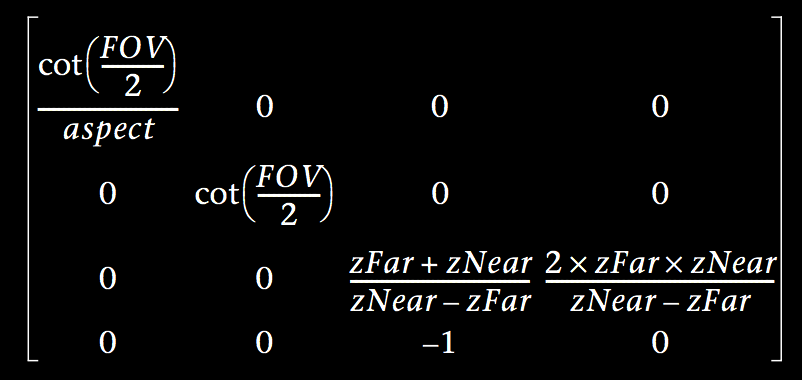 cot(FOV/2)/aspect 0 0 0
0 cot(FOV/2) 0 0
0 0 zFar + zNear/zNear – zFar 2 × zFar × zNear/zNear – zFar
0 0 –1 0